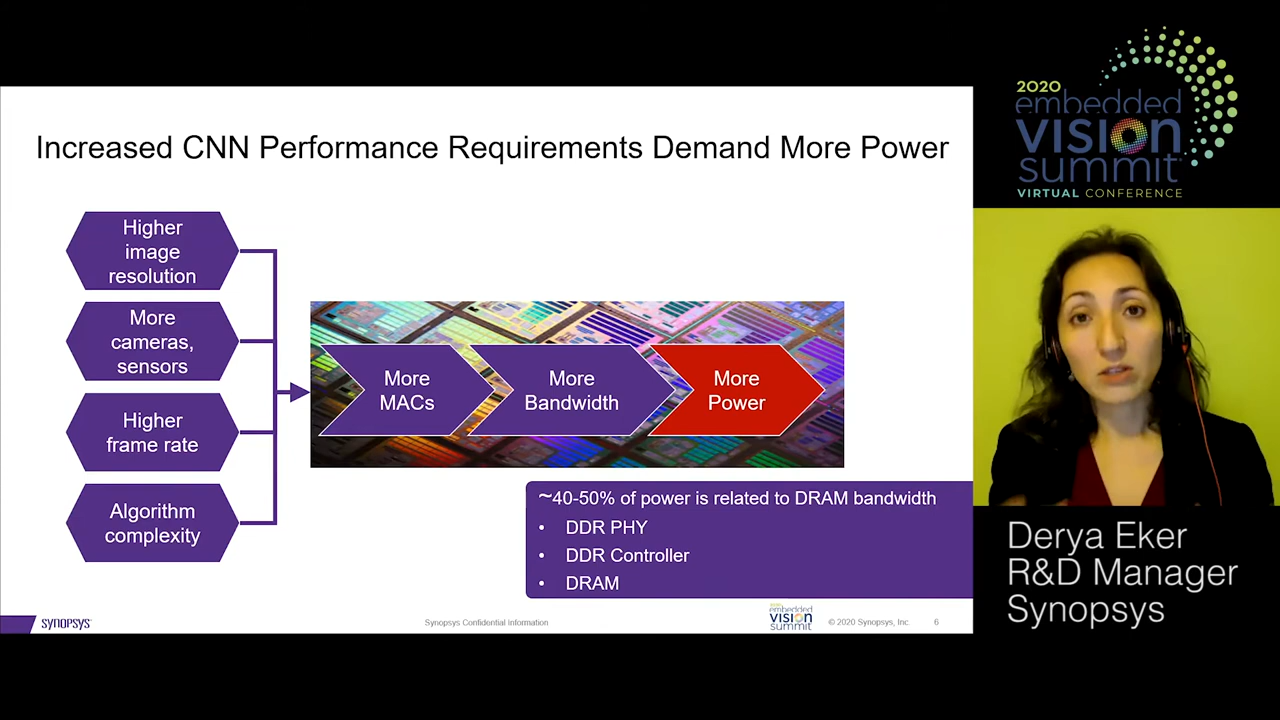 Increased CNN Performance Requirements Demand More Power
Higher
image
resolution
More
cameras,
sensors
Higher
frame rate
Algorithm
complexity
More
MACs
More
Bandwidth
More
Power
~40-50% of power is related to DRAM bandwidth
• DDR PHY
• DDR Controller
• DRAM
SYNOPSYS
Synopsys Confidential Information
2020
embedded
VISION
summit
© 2020 Synopsys, Inc.
6
2020
embedded
VISION
summit
VIRTUAL CONFERENCE
Derya Eker
R&D Manager
Synopsys